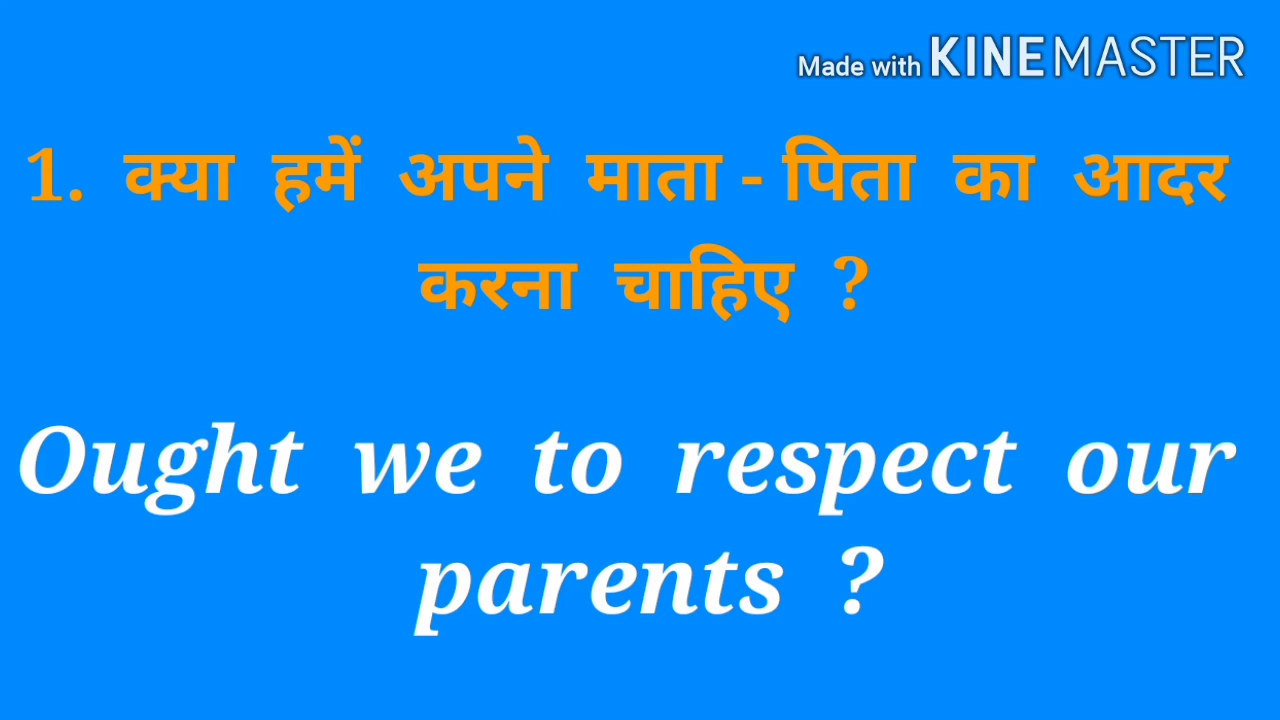 Made with KINEMASTER
1. क्या हमें अपने माता - पिता का आदर
करना चाहिए ?
Ought we to respect our
parents ?